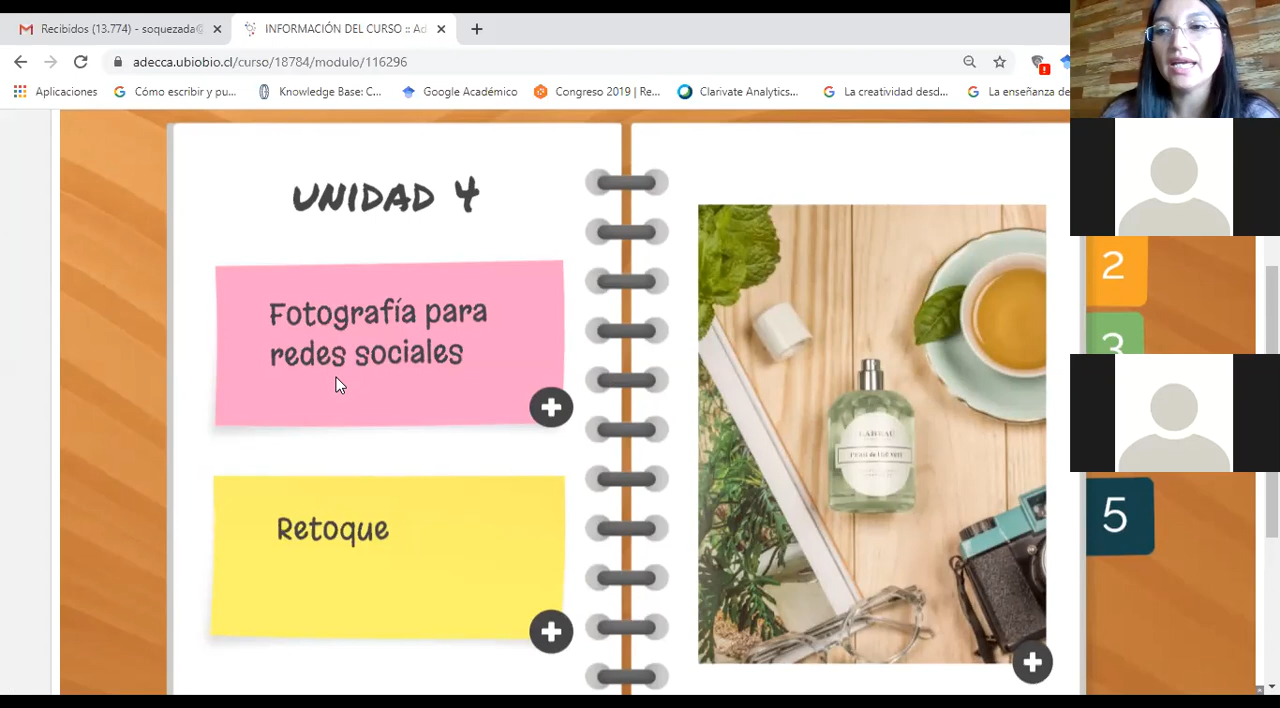 Recibidos (13.774) - soquezada@
INFORMACIÓN DEL CURSO :: Ad
adecca.ubiobio.cl/curso/18784/modulo/116296
Aplicaciones
Cómo escribir y pu...
Knowledge Base: C...
Google Académico
Congreso 2019 | Re...
Clarivate Analytics...
La creatividad desd...
La enseñanza de
UNIDAD 4
Fotografía para
redes sociales
Retoque
2
3
5